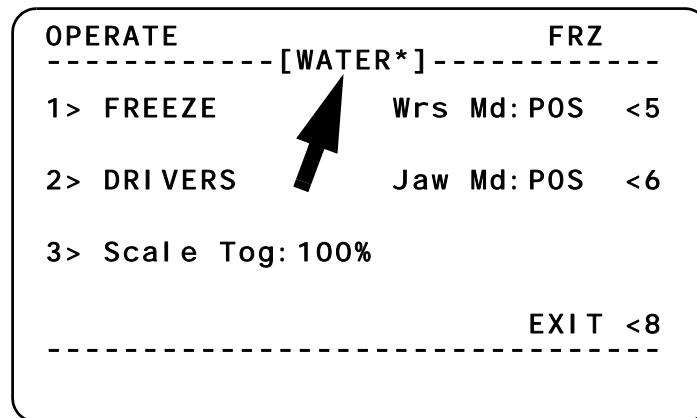 OPERATE FRZ
------------[WATER*]------------
1> FREEZE Wrs Md:POS <5
2> DRIVERS Jaw Md:POS <6
3> Scale Tog:100%
EXIT <8
--------------------------------